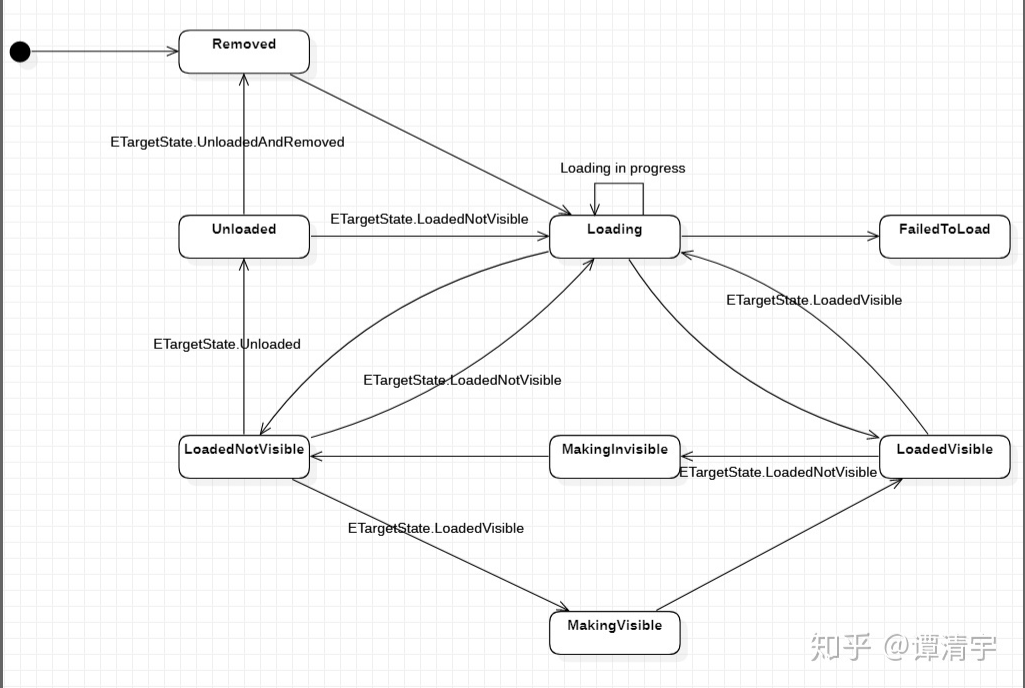 Removed
ETargetState.UnloadedAndRemoved
Loading in progress
ETargetState.LoadedNotVisible
Unloaded
Loading
FailedToLoad
ETargetState.LoadedVisible
ETargetState.Unloaded
ETargetState.LoadedNotVisible
LoadedNotVisible
MakingInvisible
LoadedVisible
ETargetState.LoadedNotVisible
ETargetState.LoadedVisible
MakingVisible
知乎 @谭清宇